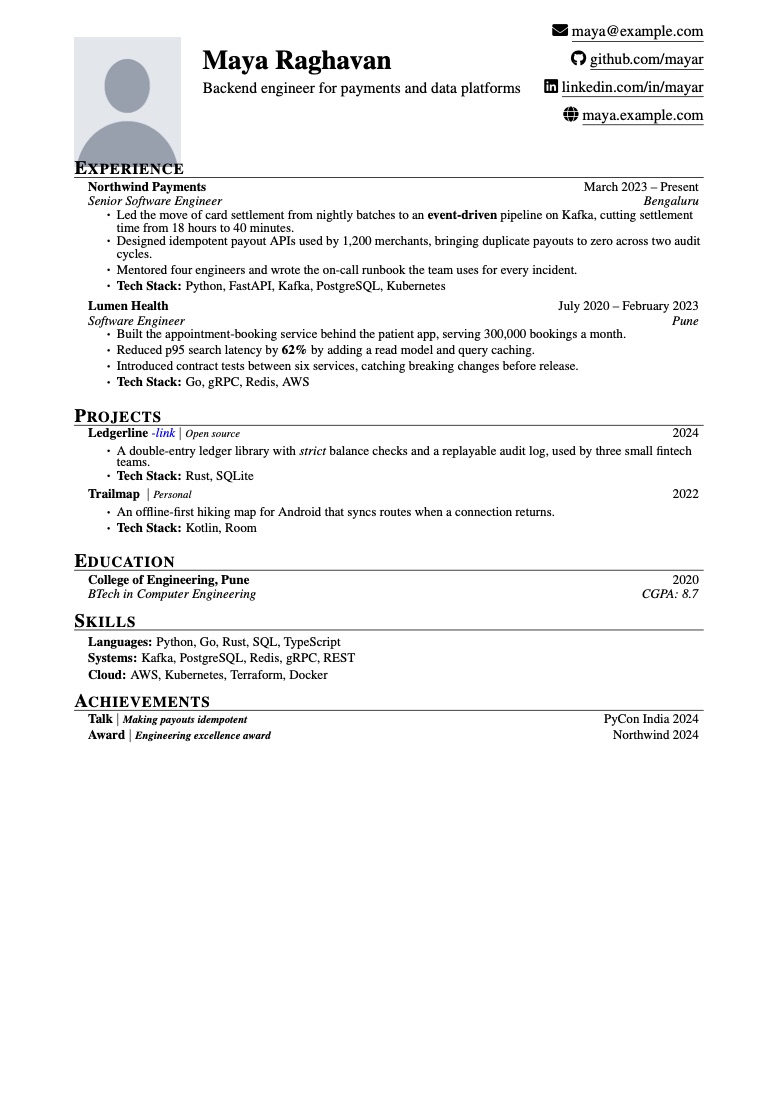 Maya Raghavan
Backend engineer for payments and data platforms
maya@example.com
github.com/mayar
linkedin.com/in/mayar
maya.example.com
EXPERIENCE
Northwind Payments March 2023 – Present
Senior Software Engineer Bengaluru
· Led the move of card settlement from nightly batches to an event-driven pipeline on Kafka, cutting settlement
time from 18 hours to 40 minutes.
· Designed idempotent payout APIs used by 1,200 merchants, bringing duplicate payouts to zero across two audit
cycles.
· Mentored four engineers and wrote the on-call runbook the team uses for every incident.
· Tech Stack: Python, FastAPI, Kafka, PostgreSQL, Kubernetes
Lumen Health July 2020 – February 2023
Software Engineer Pune
· Built the appointment-booking service behind the patient app, serving 300,000 bookings a month.
· Reduced p95 search latency by 62% by adding a read model and query caching.
· Introduced contract tests between six services, catching breaking changes before release.
· Tech Stack: Go, gRPC, Redis, AWS
PROJECTS
Ledgerline -link | Open source 2024
· A double-entry ledger library with strict balance checks and a replayable audit log, used by three small fintech
teams.
· Tech Stack: Rust, SQLite
Trailmap | Personal 2022
· An offline-first hiking map for Android that syncs routes when a connection returns.
· Tech Stack: Kotlin, Room
EDUCATION
College of Engineering, Pune 2020
BTech in Computer Engineering CGPA: 8.7
SKILLS
Languages: Python, Go, Rust, SQL, TypeScript
Systems: Kafka, PostgreSQL, Redis, gRPC, REST
Cloud: AWS, Kubernetes, Terraform, Docker
ACHIEVEMENTS
Talk | Making payouts idempotent PyCon India 2024
Award | Engineering excellence award Northwind 2024